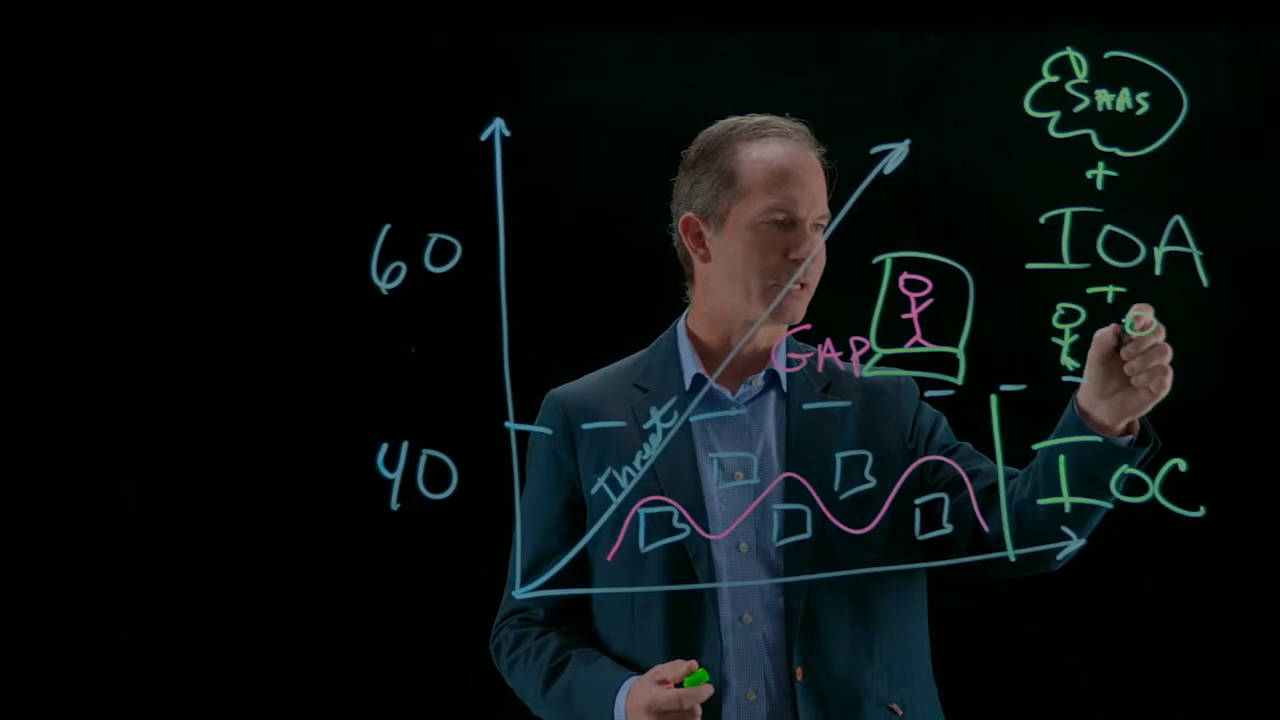 SAAS
+
IOA
+
60
GAP
40
Threat
IOC